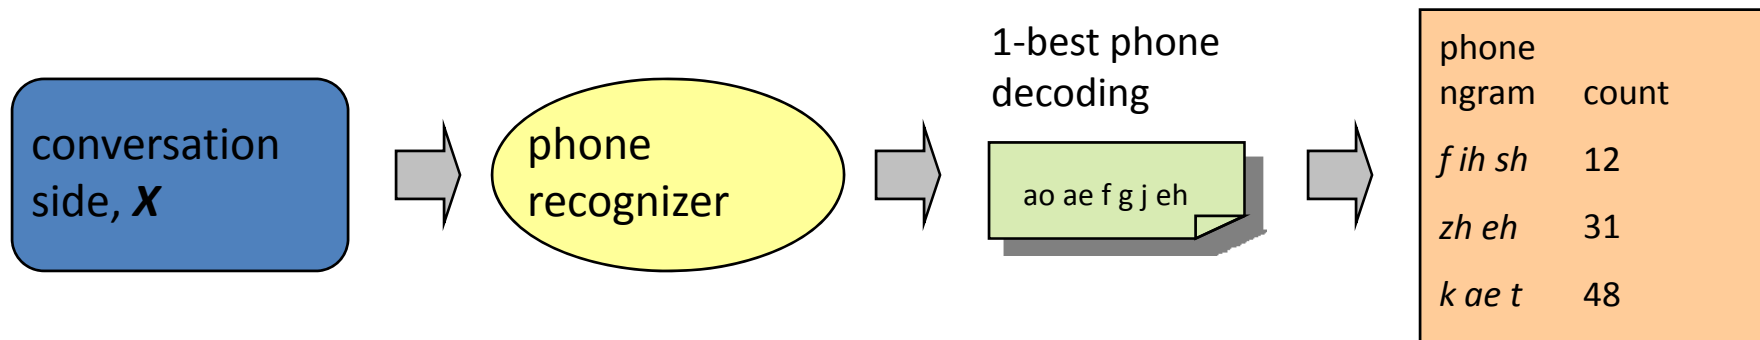 conversation
side, X
phone
recognizer
1-best phone
decoding
ao ae f g j eh
phone
ngram count
f ih sh 12
zh eh 31
k ae t 48